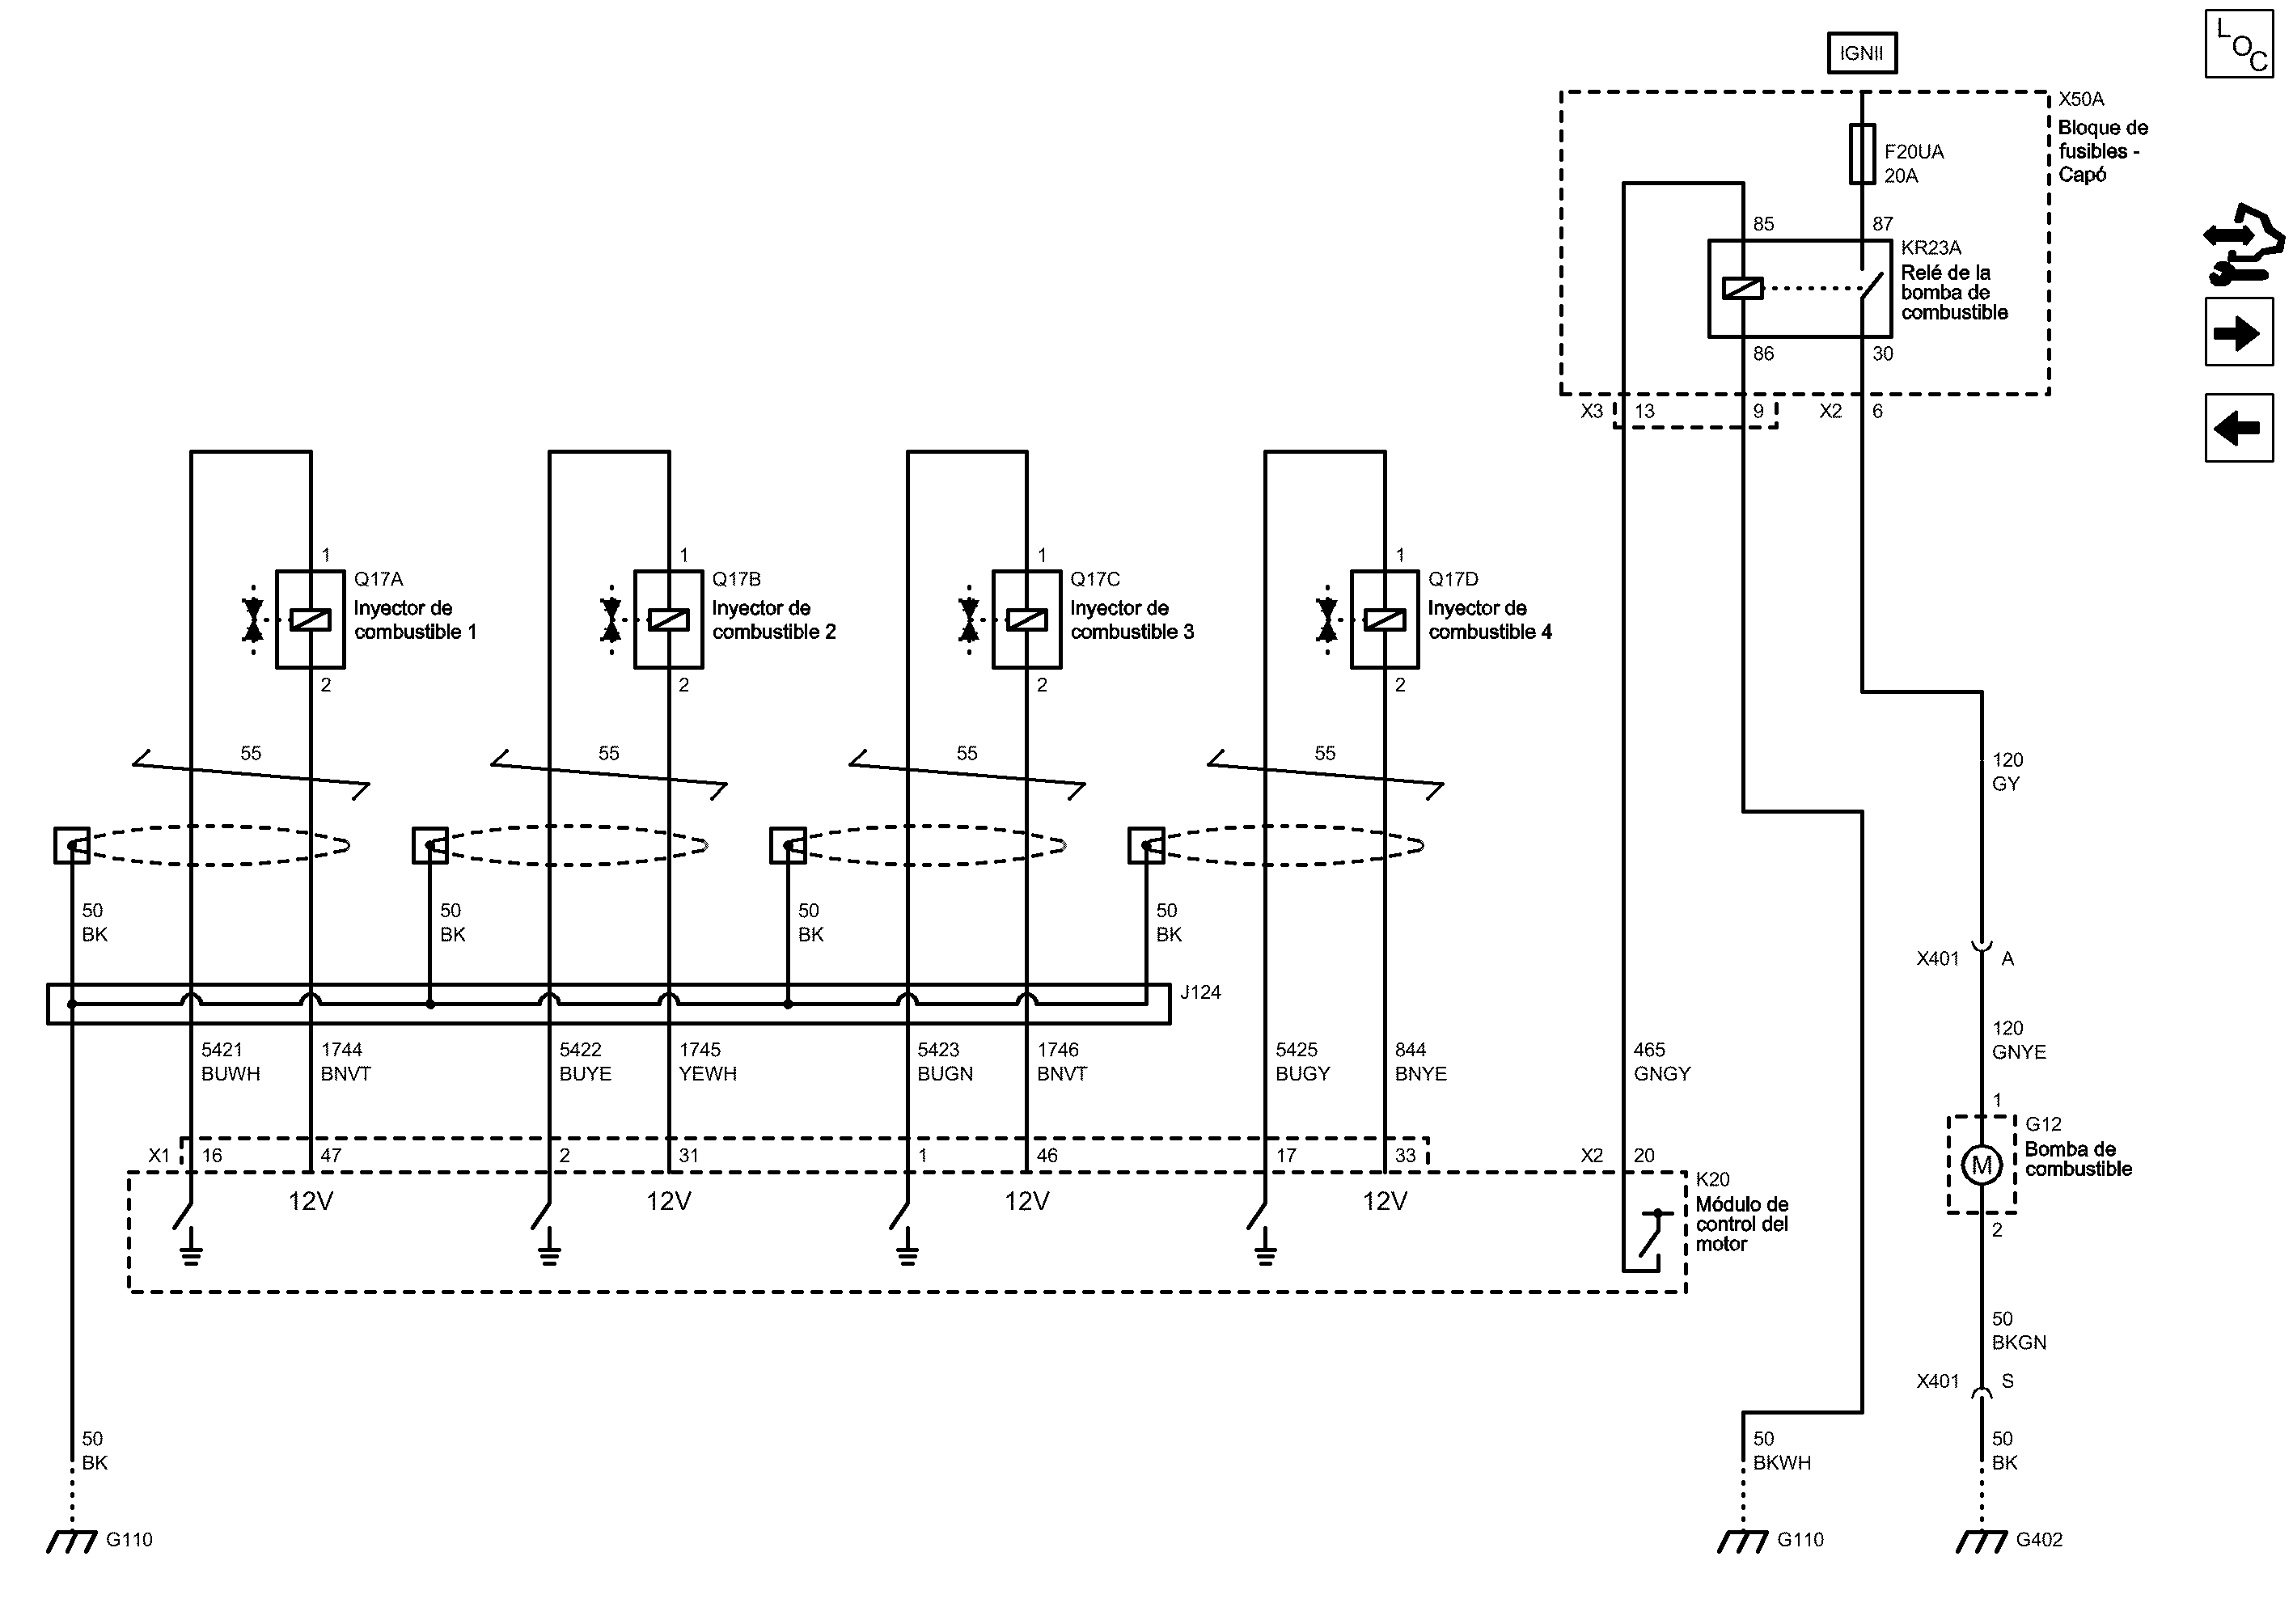 L
O
C
IGNII
X50A
Bloque de
fusibles -
Capó
F20UA
20A
85
87
KR23A
Relé de la
bomba de
combustible
86
30
X3
13
9
X2
6
1
Q17A
Inyector de
combustible 1
2
1
Q17B
Inyector de
combustible 2
2
1
Q17C
Inyector de
combustible 3
2
1
Q17D
Inyector de
combustible 4
2
55
55
55
55
120
GY
50
BK
50
BK
50
BK
50
BK
X401
A
J124
5421
BUWH
1744
BNVT
5422
BUYE
1745
YEWH
5423
BUGN
1746
BNVT
5425
BUGY
844
BNYE
465
GNGY
120
GNYE
X1
16
47
2
31
1
46
17
33
X2
20
12V
12V
12V
12V
K20
Módulo de
control del
motor
1
G12
Bomba de
combustible
M
2
50
BKGN
X401
S
50
BK
50
BKWH
50
BK
G110
G110
G402